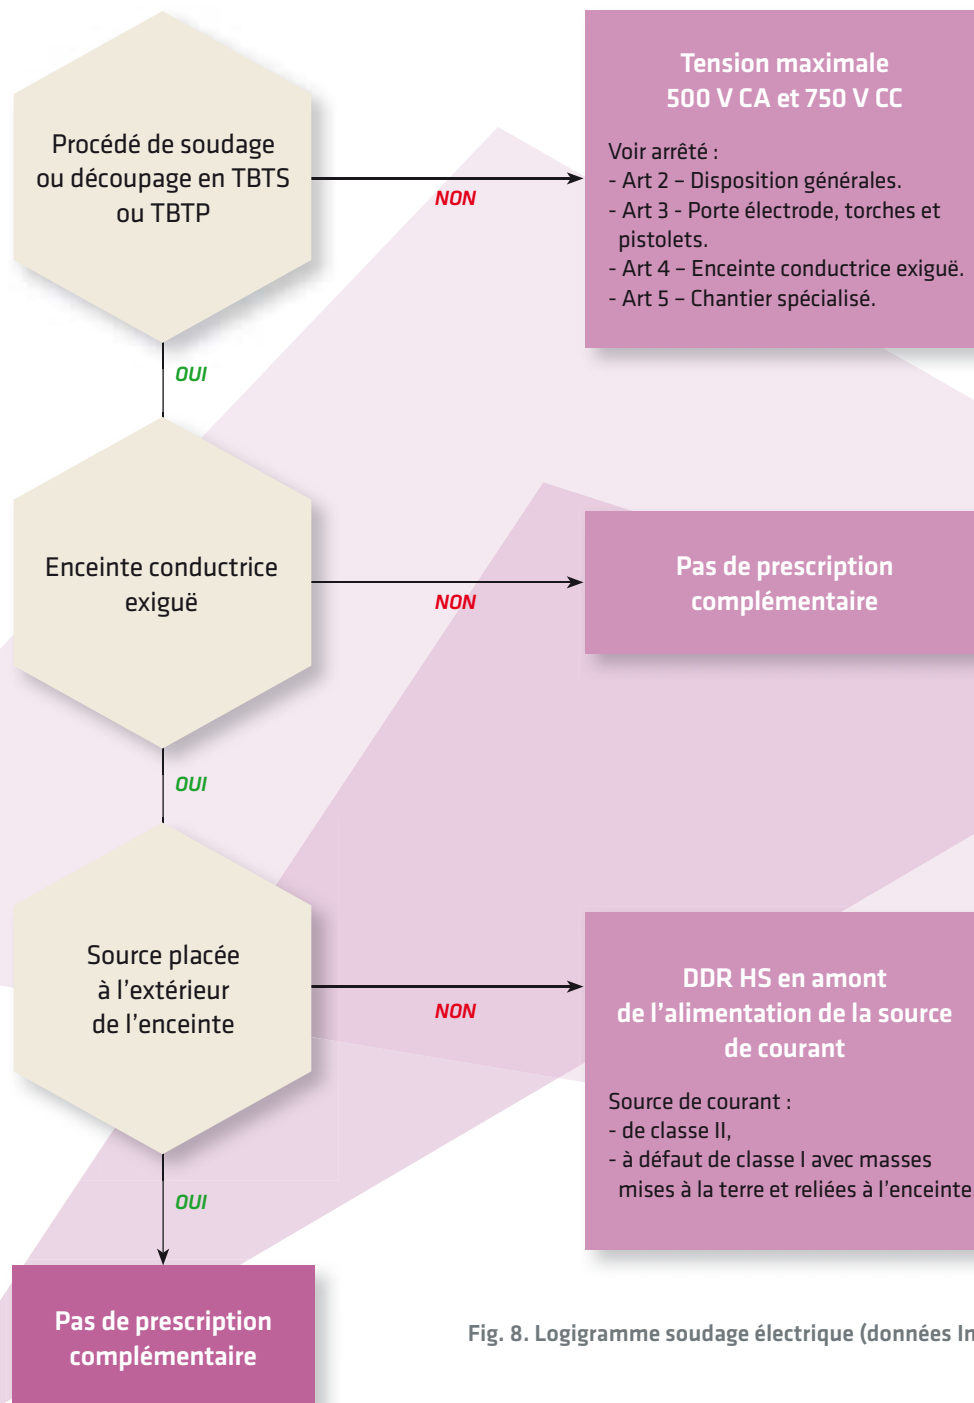 Procédé de soudage
ou découpage en TBTS
ou TBTP
NON
Tension maximale
500 V CA et 750 V CC
Voir arrêté :
- Art 2 – Disposition générales.
- Art 3 - Porte électrode, torches et
pistolets.
- Art 4 – Enceinte conductrice exiguë.
- Art 5 – Chantier spécialisé.
OUI
Enceinte conductrice
exiguë
NON
Pas de prescription
complémentaire
OUI
Source placée
à l’extérieur
de l’enceinte
NON
DDR HS en amont
de l’alimentation de la source
de courant
Source de courant :
- de classe II,
- à défaut de classe I avec masses
mises à la terre et reliées à l’enceinte
OUI
Pas de prescription
complémentaire
Fig. 8. Logigramme soudage électrique (données In